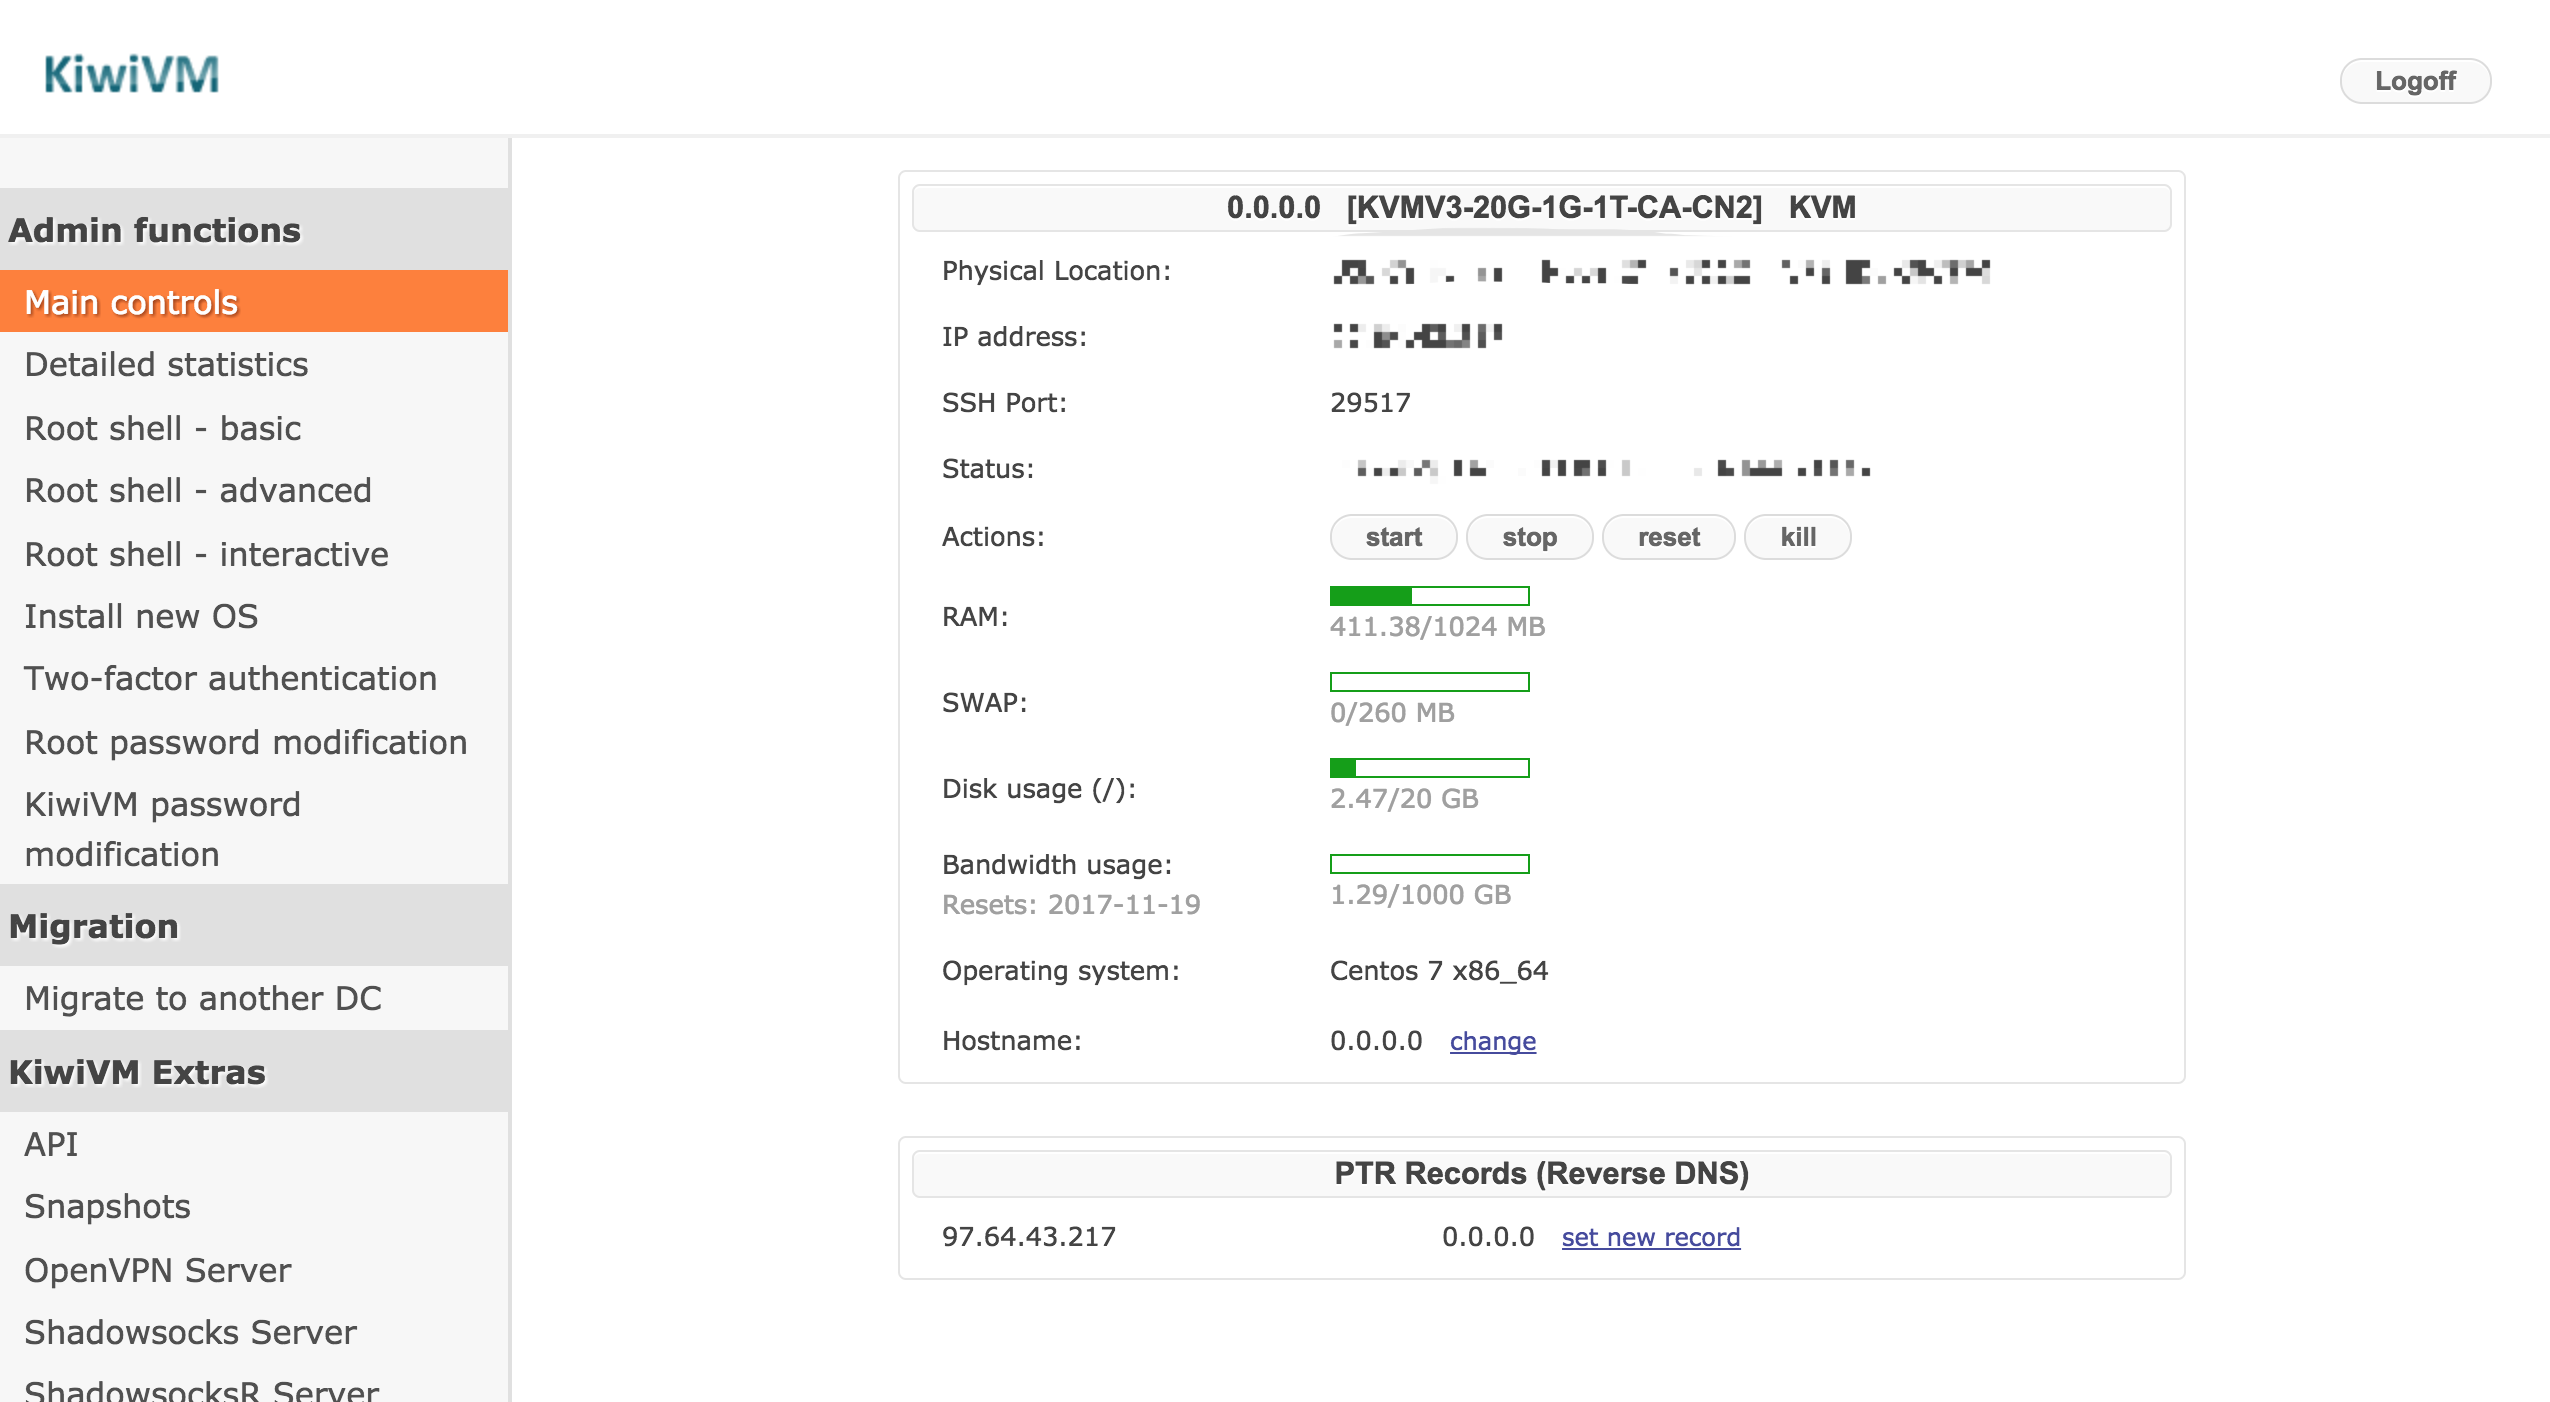 KiwiVM
Logoff
Admin functions
Main controls
Detailed statistics
Root shell - basic
Root shell - advanced
Root shell - interactive
Install new OS
Two-factor authentication
Root password modification
KiwiVM password
modification
Migration
Migrate to another DC
KiwiVM Extras
API
Snapshots
OpenVPN Server
Shadowsocks Server
ShadowsocksR Server
0.0.0.0 [KVMV3-20G-1G-1T-CA-CN2] KVM
Physical Location:
IP address:
SSH Port: 29517
Status:
Actions: start stop reset kill
RAM: 411.38/1024 MB
SWAP: 0/260 MB
Disk usage (/): 2.47/20 GB
Bandwidth usage: 1.29/1000 GB
Resets: 2017-11-19
Operating system: Centos 7 x86_64
Hostname: 0.0.0.0 change
PTR Records (Reverse DNS)
97.64.43.217 0.0.0.0 set new record